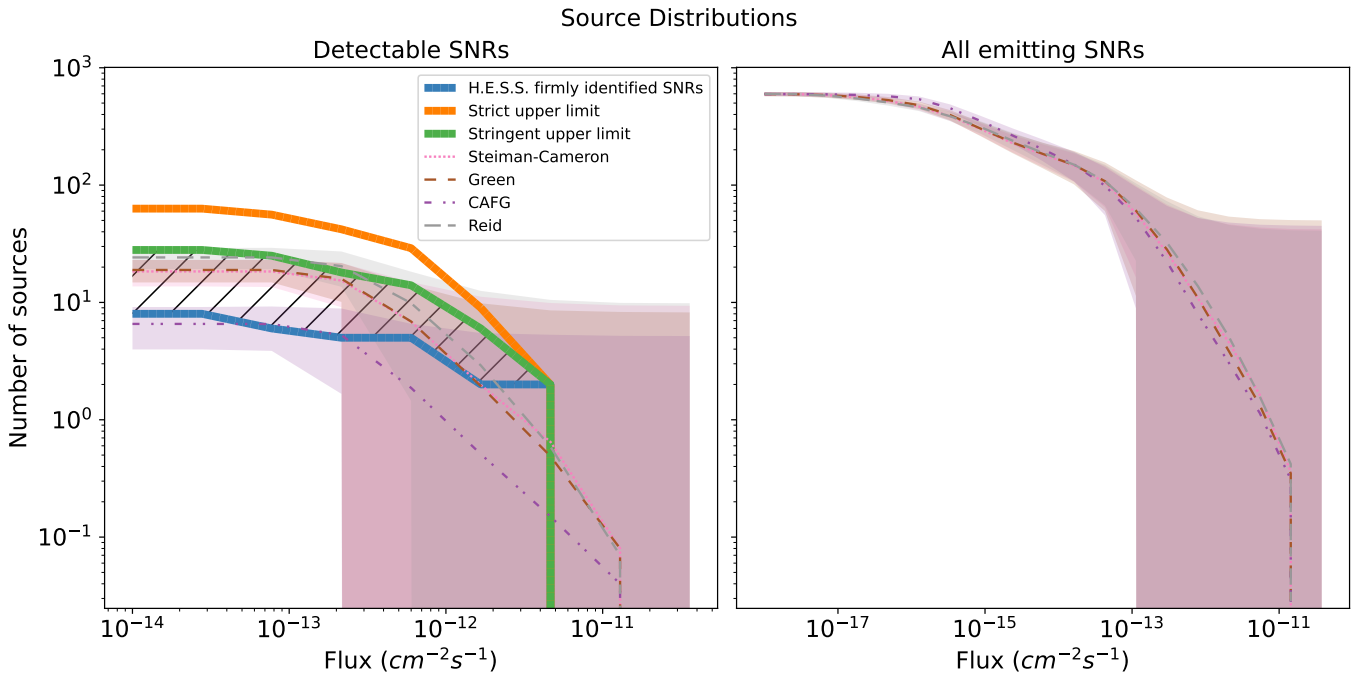 Source Distributions
Detectable SNRs
All emitting SNRs
H.E.S.S. firmly identified SNRs
Strict upper limit
Stringent upper limit
Steiman-Cameron
Green
CAFG
Reid
Number of sources
10³
10²
10¹
10⁰
10⁻¹
10⁻¹⁴ 10⁻¹³ 10⁻¹² 10⁻¹¹
10⁻¹⁷ 10⁻¹⁵ 10⁻¹³ 10⁻¹¹
Flux (cm⁻²s⁻¹)
Flux (cm⁻²s⁻¹)